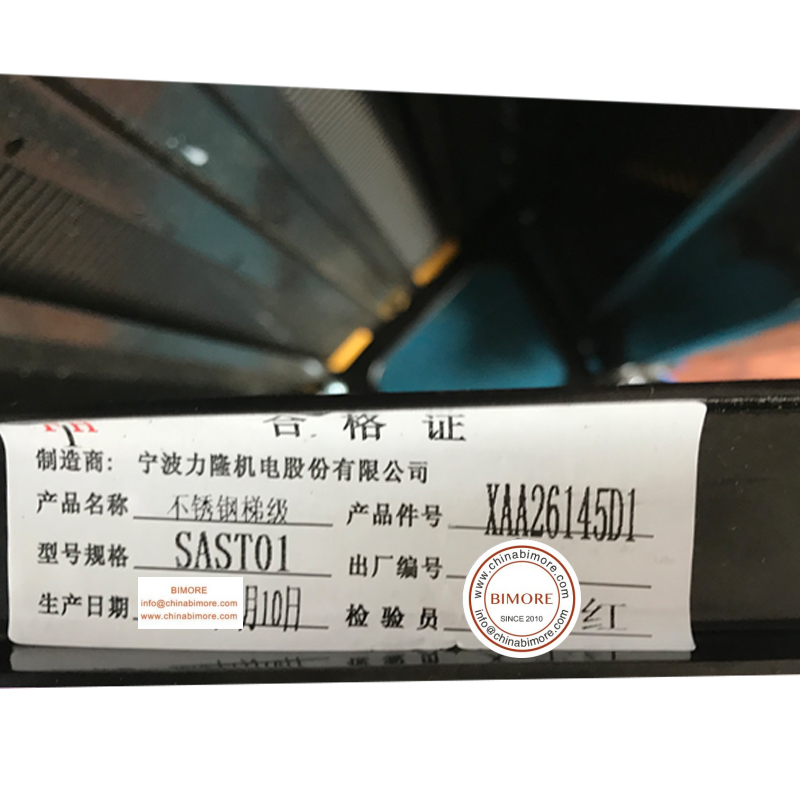 合格证
制造商: 宁波力隆机电股份有限公司
产品名称 不锈钢梯级 产品件号 XAA26145D1
型号规格 SAST01 出厂编号
生产日期 月10日 检验员 红
BIMORE
info@chinabimore.com
www.chinabimore.com
www.chinabimore.com
BIMORE
SINCE 2010
info@chinabimore.com